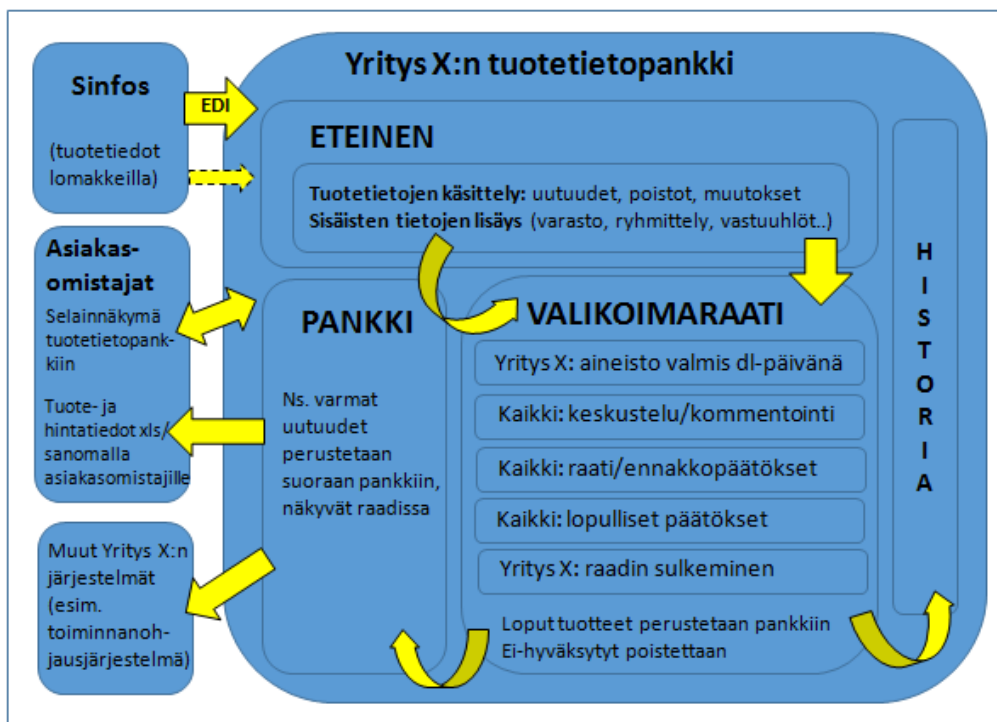 Yritys X:n tuotetietopankki
Sinfos
(tuotetiedot
lomakkeilla)
EDI
ETEINEN
Tuotetietojen käsittely: uutuudet, poistot, muutokset
Sisäisten tietojen lisäys (varasto, ryhmittely, vastuuhlöt..)
Asiakas-
omistajat
Selainnäkymä
tuotetietopank-
kiin
Tuote- ja
hintatiedot xls/
sanomalla
asiakasomistajille
Muut Yritys X:n
järjestelmät
(esim.
toiminnanoh-
jausjärjestelmä)
PANKKI
Ns. varmat
uutuudet
perustetaan
suoraan pankkiin,
näkyvät raadissa
VALIKOIMARAATI
Yritys X: aineisto valmis dl-päivänä
Kaikki: keskustelu/kommentointi
Kaikki: raati/ennakkopäätökset
Kaikki: lopulliset päätökset
Yritys X: raadin sulkeminen
Loput tuotteet perustetaan pankkiin
Ei-hyväksytyt poistettaan
H
I
S
T
O
R
I
A